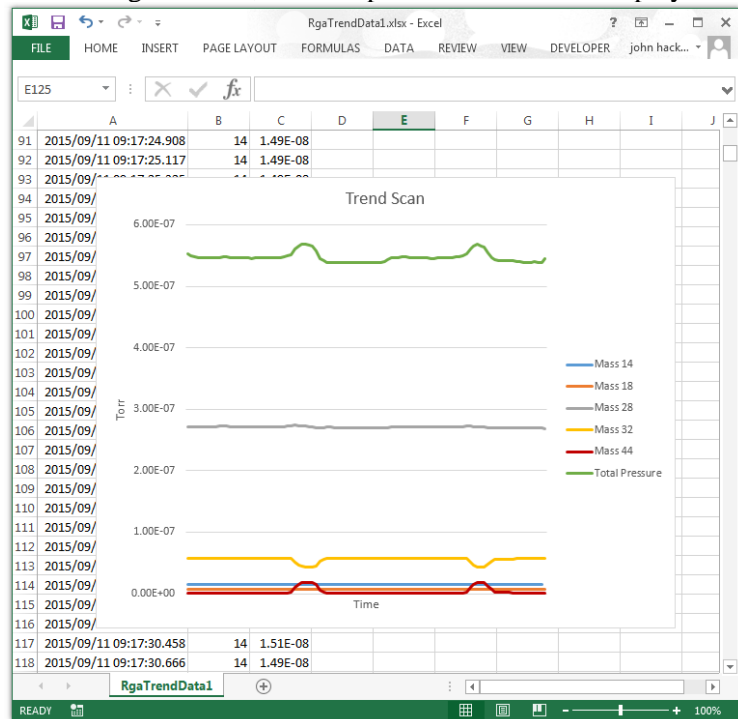 RgaTrendData1.xlsx - Excel ?
FILE HOME INSERT PAGE LAYOUT FORMULAS DATA REVIEW VIEW DEVELOPER john hack...
E125 fx
A B C D E F G H I J
91 2015/09/11 09:17:24.908 14 1.49E-08
92 2015/09/11 09:17:25.117 14 1.49E-08
93 2015/09/
94 2015/09/
95 2015/09/
96 2015/09/
97 2015/09/
98 2015/09/
99 2015/09/
100 2015/09/
101 2015/09/
102 2015/09/
103 2015/09/
104 2015/09/
105 2015/09/
106 2015/09/
107 2015/09/
108 2015/09/
109 2015/09/
110 2015/09/
111 2015/09/
112 2015/09/
113 2015/09/
114 2015/09/
115 2015/09/
116 2015/09/
117 2015/09/11 09:17:30.458 14 1.51E-08
118 2015/09/11 09:17:30.666 14 1.49E-08
Trend Scan
6.00E-07
5.00E-07
4.00E-07
3.00E-07
2.00E-07
1.00E-07
0.00E+00
Torr
Time
Mass 14
Mass 18
Mass 28
Mass 32
Mass 44
Total Pressure
RgaTrendData1
READY 100%